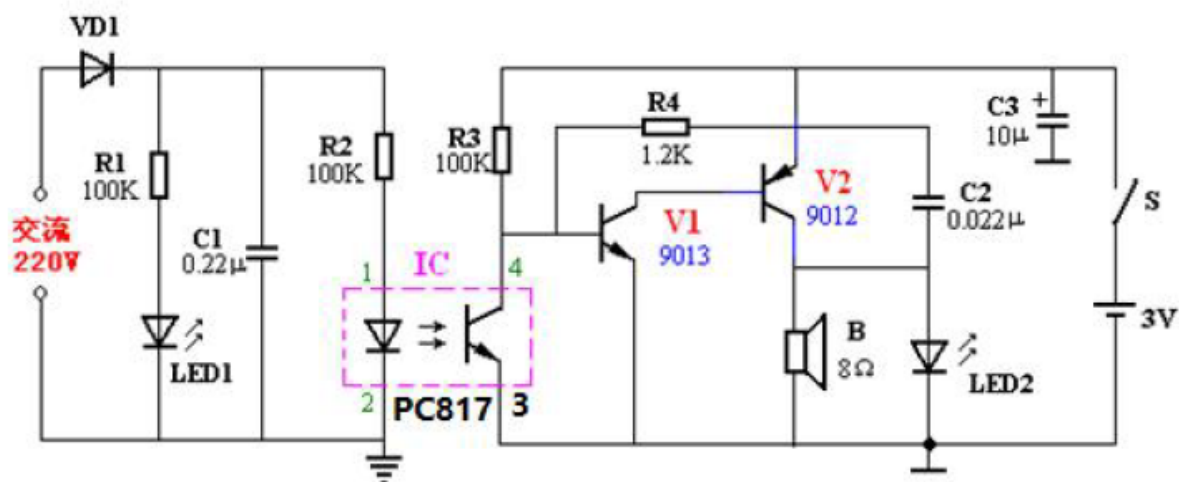 VD1
R1
100K
交流
220V
C1
0.22μ
LED1
R2
100K
1
IC
2
PC817
3
4
R3
100K
R4
1.2K
V1
9013
V2
9012
B
8Ω
C2
0.022μ
LED2
C3
+
10μ
S
3V